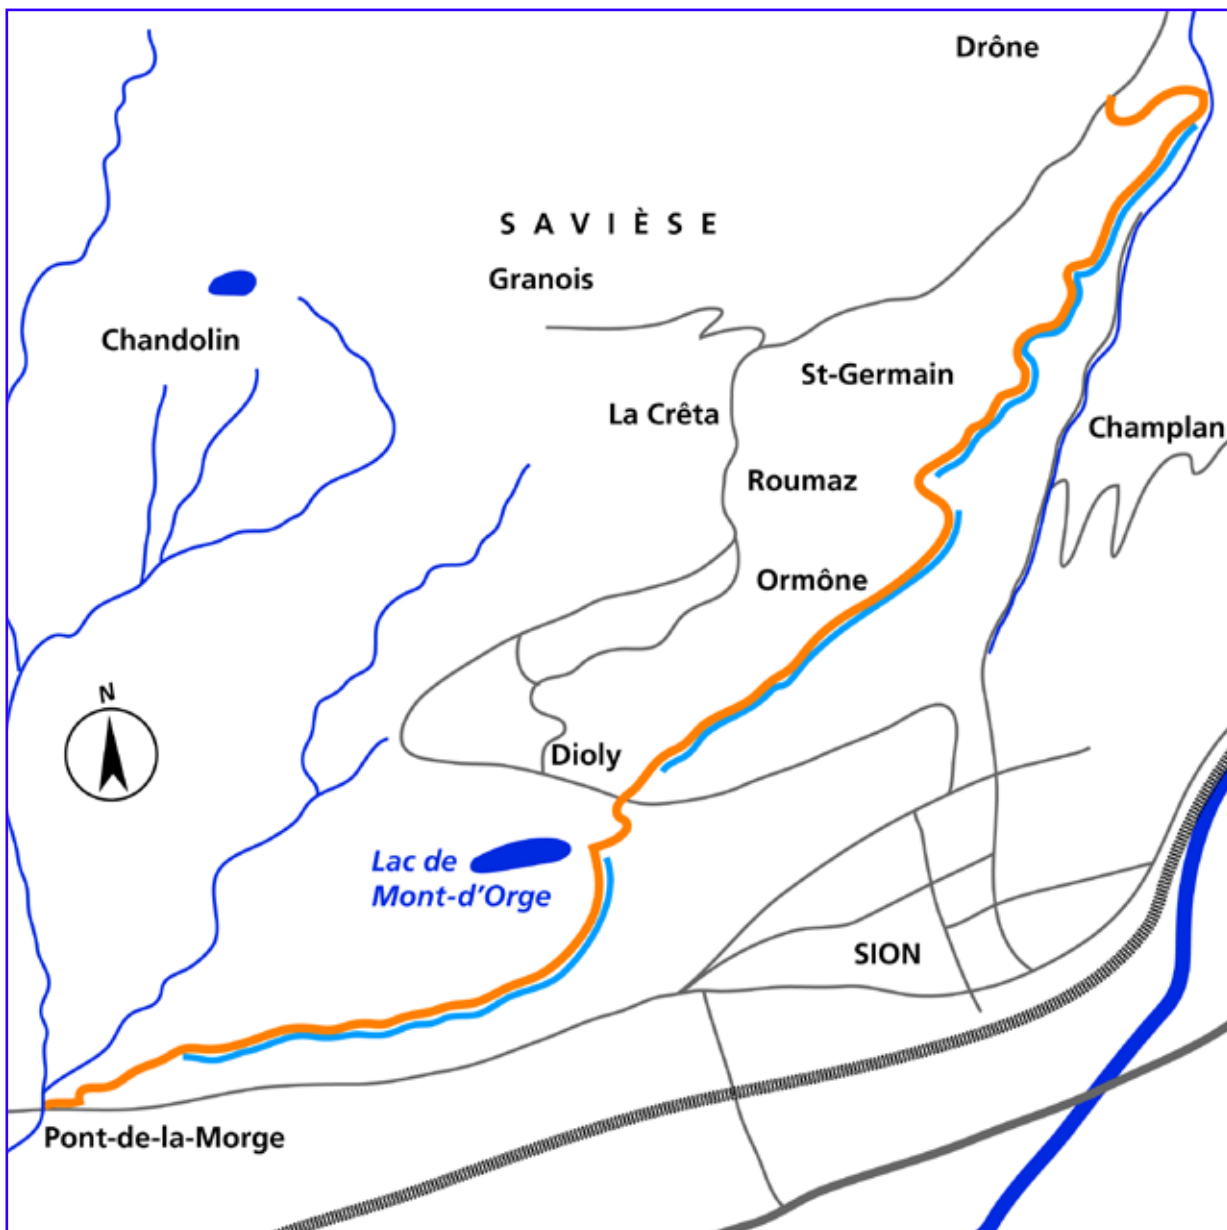 Drône
SAVIÈSE
Granois
Chandolin
St-Germain
La Crêta
Champlan
Roumaz
Ormône
N
Dioly
Lac de
Mont-d'Orge
SION
Pont-de-la-Morge